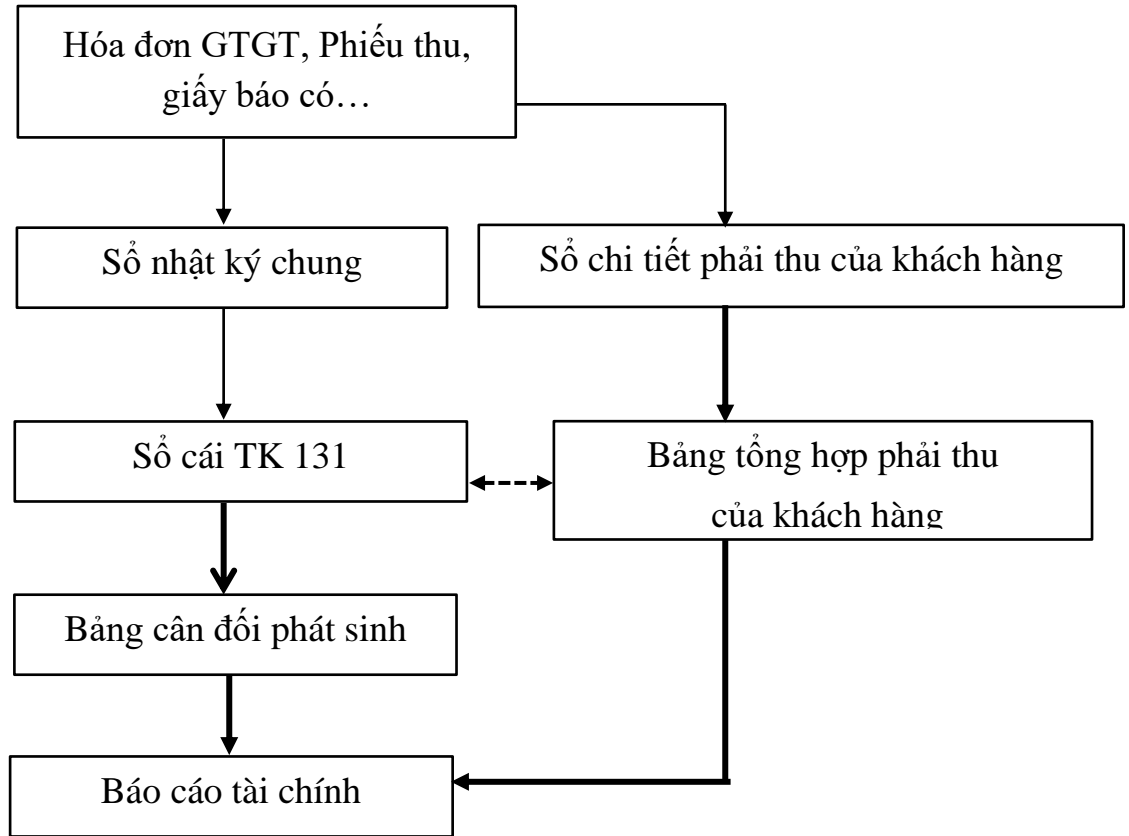 Hóa đơn GTGT, Phiếu thu,
giấy báo có…
Sổ nhật ký chung
Sổ chi tiết phải thu của khách hàng
Sổ cái TK 131
Bảng tổng hợp phải thu
của khách hàng
Bảng cân đối phát sinh
Báo cáo tài chính